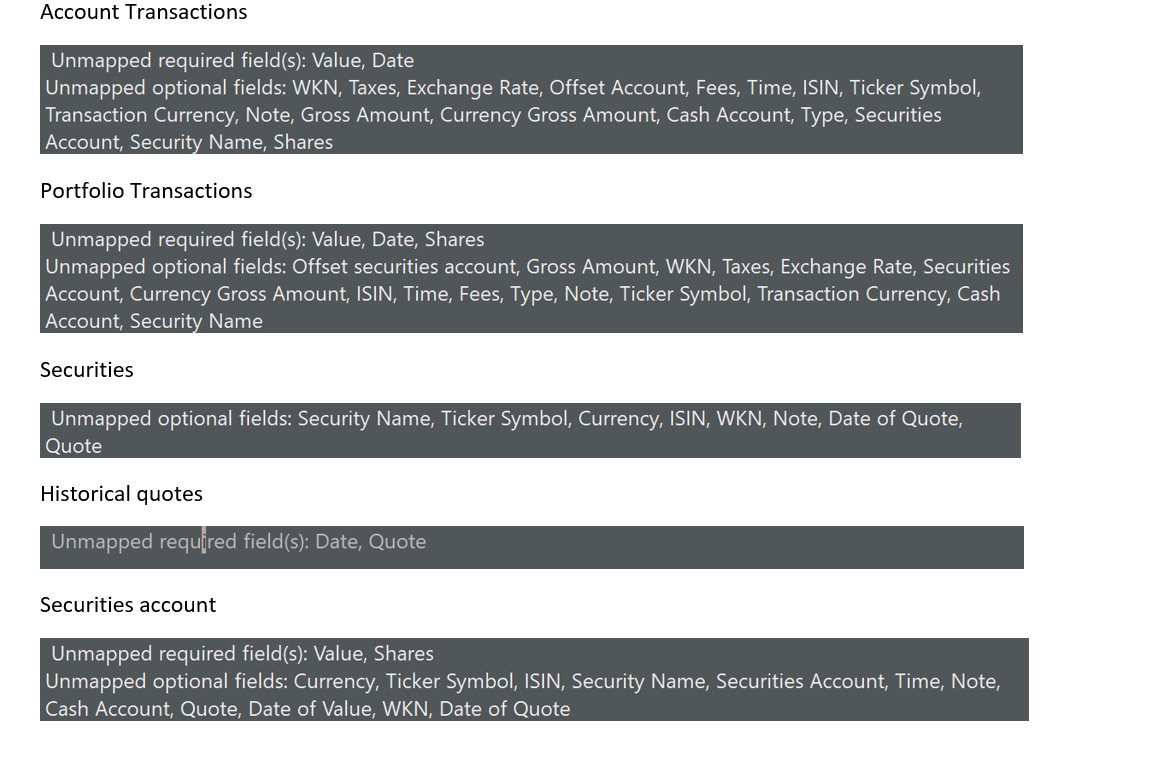 Account Transactions
Unmapped required field(s): Value, Date
Unmapped optional fields: WKN, Taxes, Exchange Rate, Offset Account, Fees, Time, ISIN, Ticker Symbol,
Transaction Currency, Note, Gross Amount, Currency Gross Amount, Cash Account, Type, Securities
Account, Security Name, Shares
Portfolio Transactions
Unmapped required field(s): Value, Date, Shares
Unmapped optional fields: Offset securities account, Gross Amount, WKN, Taxes, Exchange Rate, Securities
Account, Currency Gross Amount, ISIN, Time, Fees, Type, Note, Ticker Symbol, Transaction Currency, Cash
Account, Security Name
Securities
Unmapped optional fields: Security Name, Ticker Symbol, Currency, ISIN, WKN, Note, Date of Quote,
Quote
Historical quotes
Unmapped required field(s): Date, Quote
Securities account
Unmapped required field(s): Value, Shares
Unmapped optional fields: Currency, Ticker Symbol, ISIN, Security Name, Securities Account, Time, Note,
Cash Account, Quote, Date of Value, WKN, Date of Quote